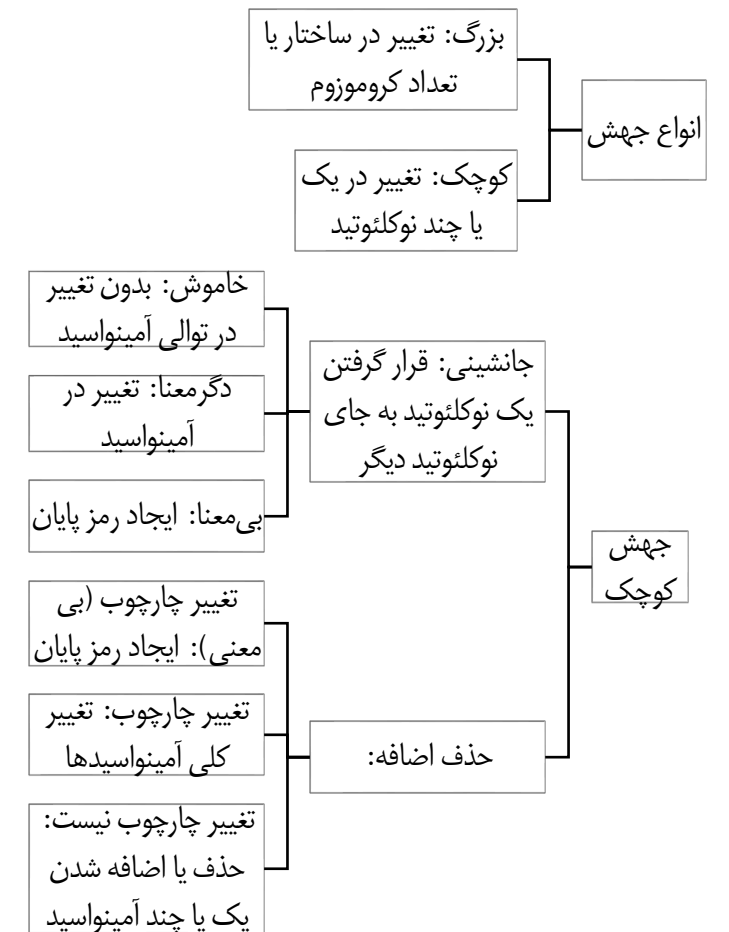 انواع جهش
بزرگ: تغییر در ساختار یا
تعداد کروموزوم
کوچک: تغییر در یک
یا چند نوکلئوتید
جهش
کوچک
جانشینی: قرار گرفتن
یک نوکلئوتید به جای
نوکلئوتید دیگر
خاموش: بدون تغییر
در توالی آمینواسید
دگرمعنا: تغییر در
آمینواسید
بی‌معنا: ایجاد رمز پایان
حذف اضافه:
تغییر چارچوب (بی
معنی): ایجاد رمز پایان
تغییر چارچوب: تغییر
کلی آمینواسیدها
تغییر چارچوب نیست:
حذف یا اضافه شدن
یک یا چند آمینواسید